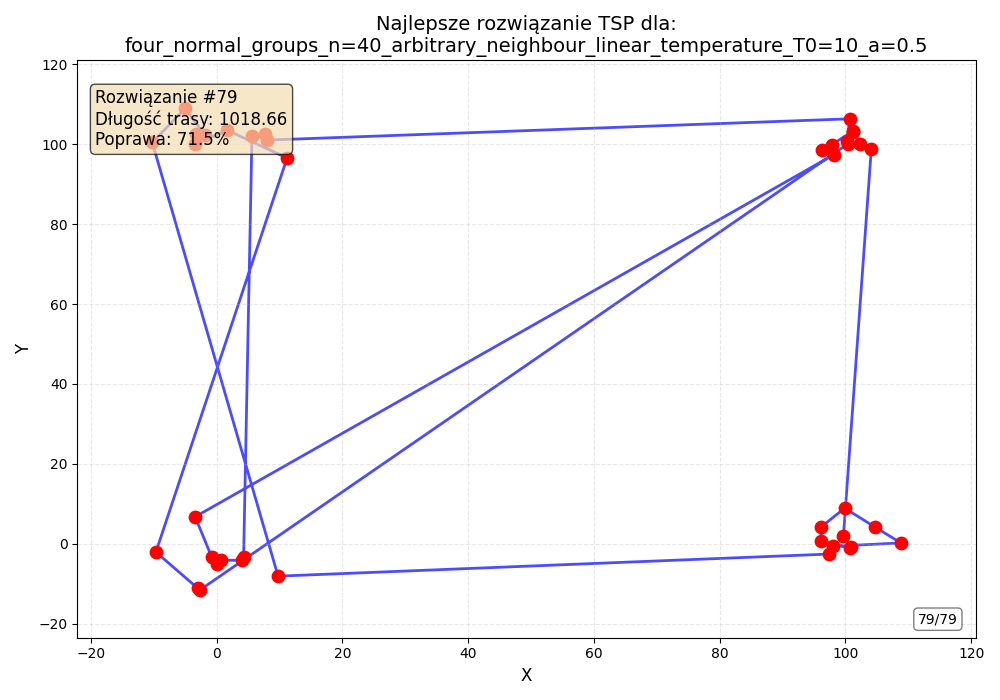 Najlepsze rozwiązanie TSP dla:
four_normal_groups_n=40_arbitrary_neighbour_linear_temperature_T0=10_a=0.5
120
Rozwiązanie #79
Długość trasy: 1018.66
Poprawa: 71.5%
100
80
60
Y
40
20
0
−20
79/79
−20
0
20
40
60
80
100
120
X